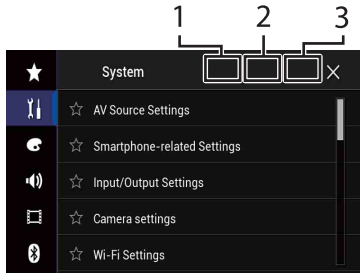 1 2 3
System
AV Source Settings
Smartphone-related Settings
Input/Output Settings
Camera settings
Wi-Fi Settings